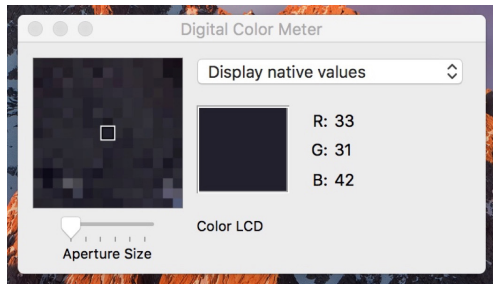 Digital Color Meter
Display native values
R: 33
G: 31
B: 42
Color LCD
Aperture Size